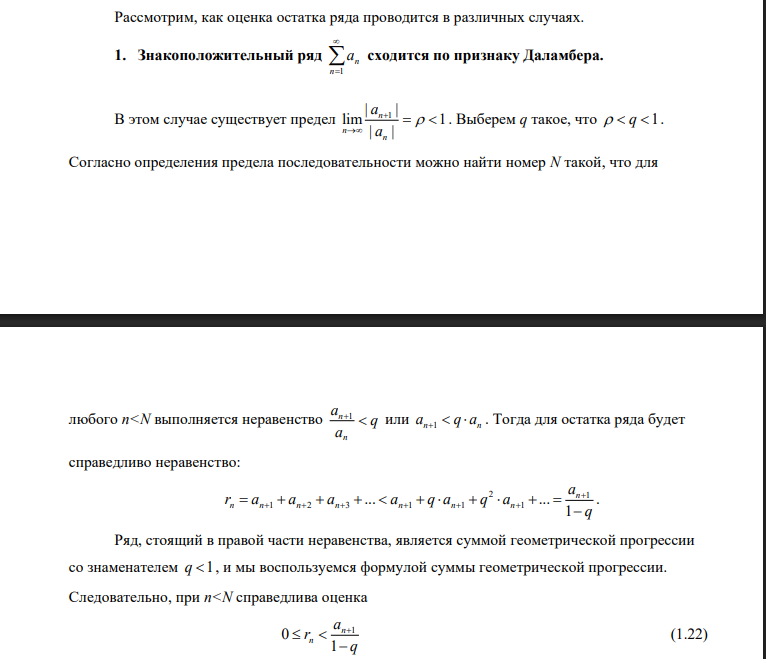 Рассмотрим, как оценка остатка ряда проводится в различных случаях.
1. Знакоположительный ряд $\sum_{n=1}^{\infty} a_n$ сходится по признаку Даламбера.
В этом случае существует предел $\lim_{n\to\infty} \frac{|a_{n+1}|}{|a_n|} = \rho < 1$. Выберем q такое, что $\rho < q < 1$.
Согласно определения предела последовательности можно найти номер N такой, что для
любого n<N выполняется неравенство $\frac{a_{n+1}}{a_n} < q$ или $a_{n+1} < q \cdot a_n$. Тогда для остатка ряда будет
справедливо неравенство:
$r_n = a_{n+1} + a_{n+2} + a_{n+3} + ... < a_{n+1} + q \cdot a_{n+1} + q^2 \cdot a_{n+1} + ... = \frac{a_{n+1}}{1-q}$.
Ряд, стоящий в правой части неравенства, является суммой геометрической прогрессии
со знаменателем $q < 1$, и мы воспользуемся формулой суммы геометрической прогрессии.
Следовательно, при n<N справедлива оценка
$0 \le r_n < \frac{a_{n+1}}{1-q}$ (1.22)